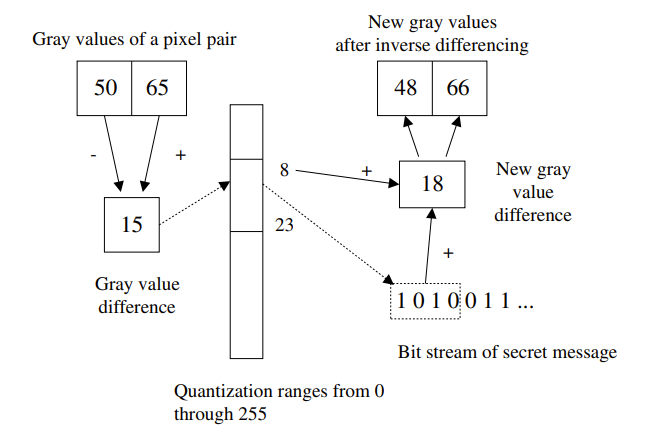 Gray values of a pixel pair
New gray values
after inverse differencing
50 65
48 66
- +
8
+
18
New gray
value
difference
15
23
+
Gray value
difference
1 0 1 0 0 1 1 ...
Bit stream of secret message
Quantization ranges from 0
through 255